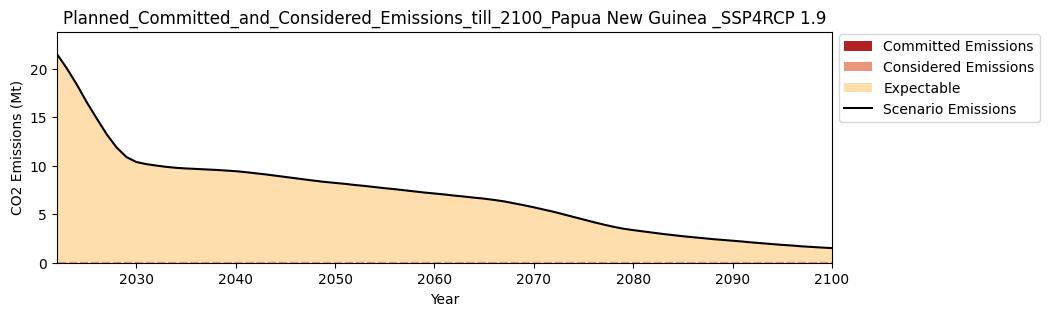 Planned_Committed_and_Considered_Emissions_till_2100_Papua New Guinea _SSP4RCP 1.9
Committed Emissions
Considered Emissions
Expectable
Scenario Emissions
CO2 Emissions (Mt)
20
15
10
5
0
2030 2040 2050 2060 2070 2080 2090 2100
Year